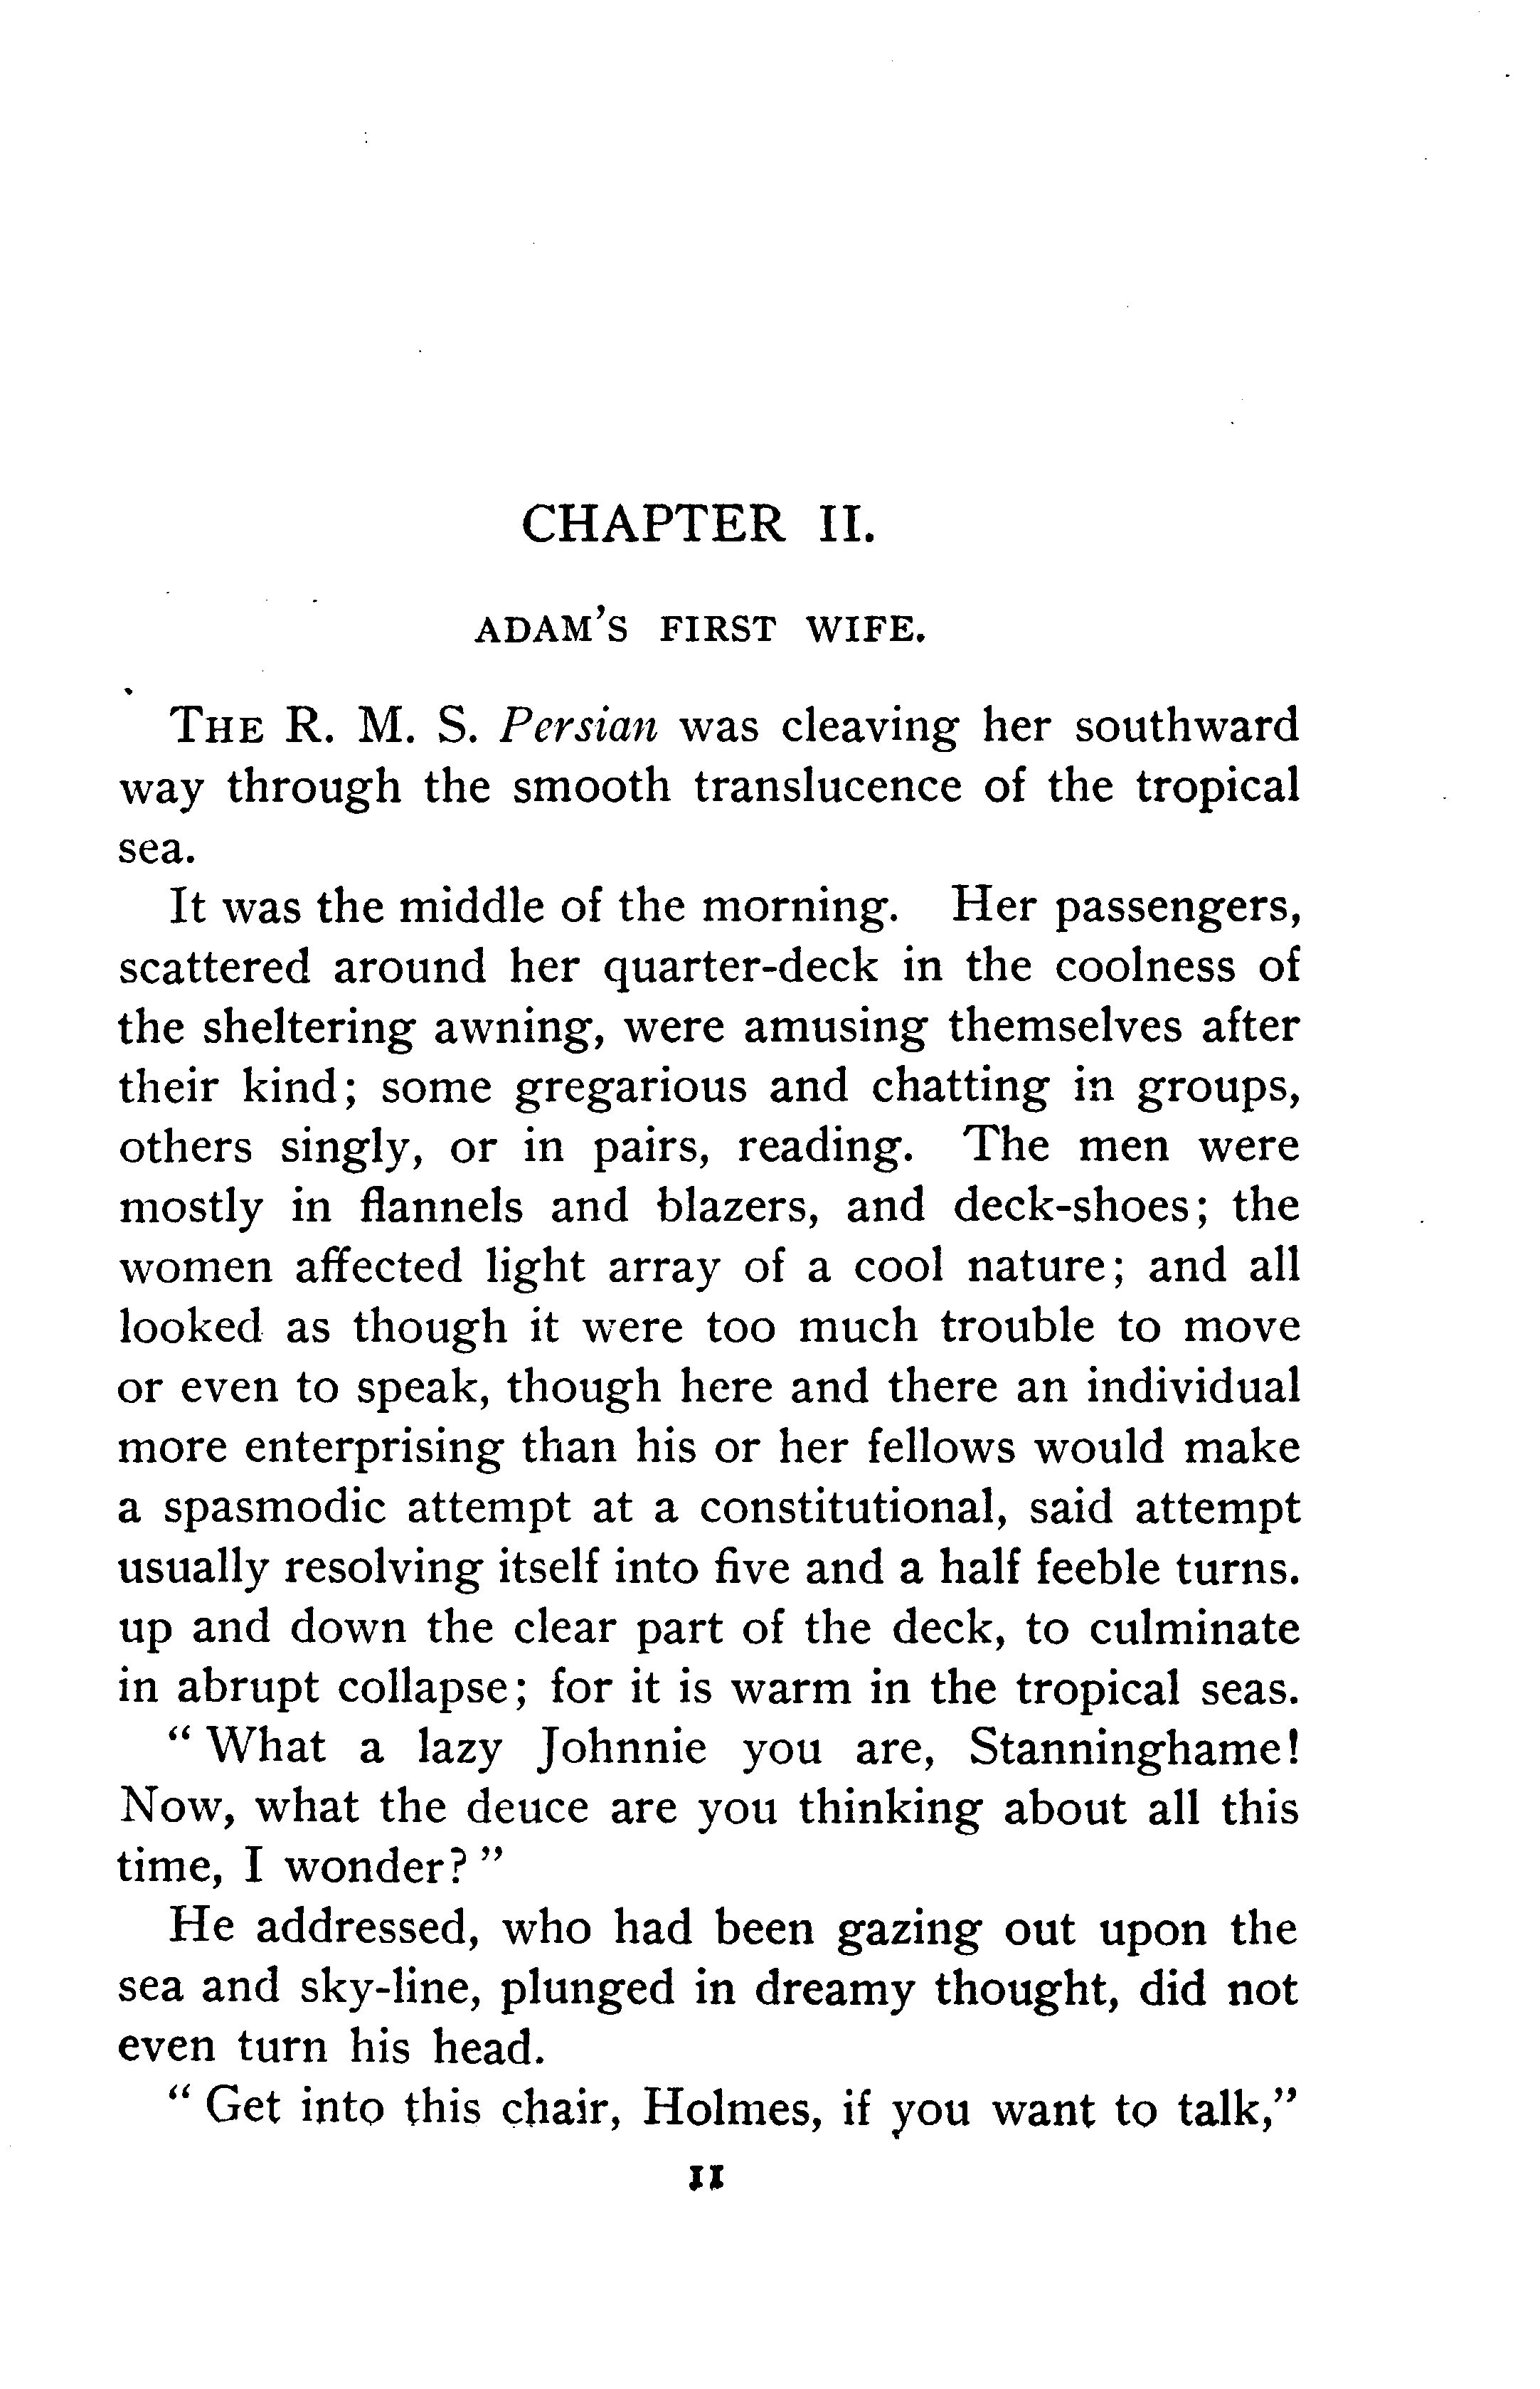 CHAPTER II.
ADAM'S FIRST WIFE.
THE R. M. S. Persian was cleaving her southward
way through the smooth translucence of the tropical
sea.
It was the middle of the morning. Her passengers,
scattered around her quarter-deck in the coolness of
the sheltering awning, were amusing themselves after
their kind; some gregarious and chatting in groups,
others singly, or in pairs, reading. The men were
mostly in flannels and blazers, and deck-shoes; the
women affected light array of a cool nature; and all
looked as though it were too much trouble to move
or even to speak, though here and there an individual
more enterprising than his or her fellows would make
a spasmodic attempt at a constitutional, said attempt
usually resolving itself into five and a half feeble turns.
up and down the clear part of the deck, to culminate
in abrupt collapse; for it is warm in the tropical seas.
" What a lazy Johnnie you are, Stanninghame!
Now, what the deuce are you thinking about all this
time, I wonder? "
He addressed, who had been gazing out upon the
sea and sky-line, plunged in dreamy thought, did not
even turn his head.
" Get into this chair, Holmes, if you want to talk,"
11